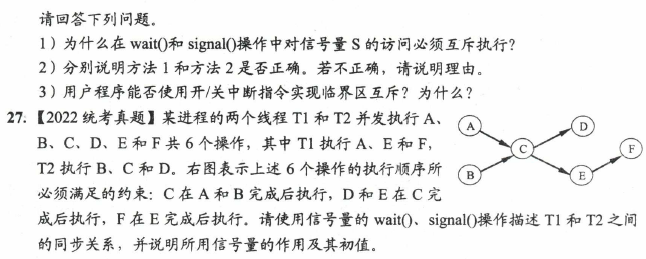 请回答下列问题。
1）为什么在 wait()和 signal()操作中对信号量 S 的访问必须互斥执行？
2）分别说明方法 1 和方法 2 是否正确。若不正确，请说明理由。
3）用户程序能否使用开/关中断指令实现临界区互斥？为什么？
27.【2022 统考真题】某进程的两个线程 T1 和 T2 并发执行 A、
B、C、D、E 和 F 共 6 个操作，其中 T1 执行 A、E 和 F，
T2 执行 B、C 和 D。右图表示上述 6 个操作的执行顺序所
必须满足的约束：C 在 A 和 B 完成后执行，D 和 E 在 C 完
成后执行，F 在 E 完成后执行。请使用信号量的 wait()、signal()操作描述 T1 和 T2 之间
的同步关系，并说明所用信号量的作用及其初值。
A
D
C
F
B
E